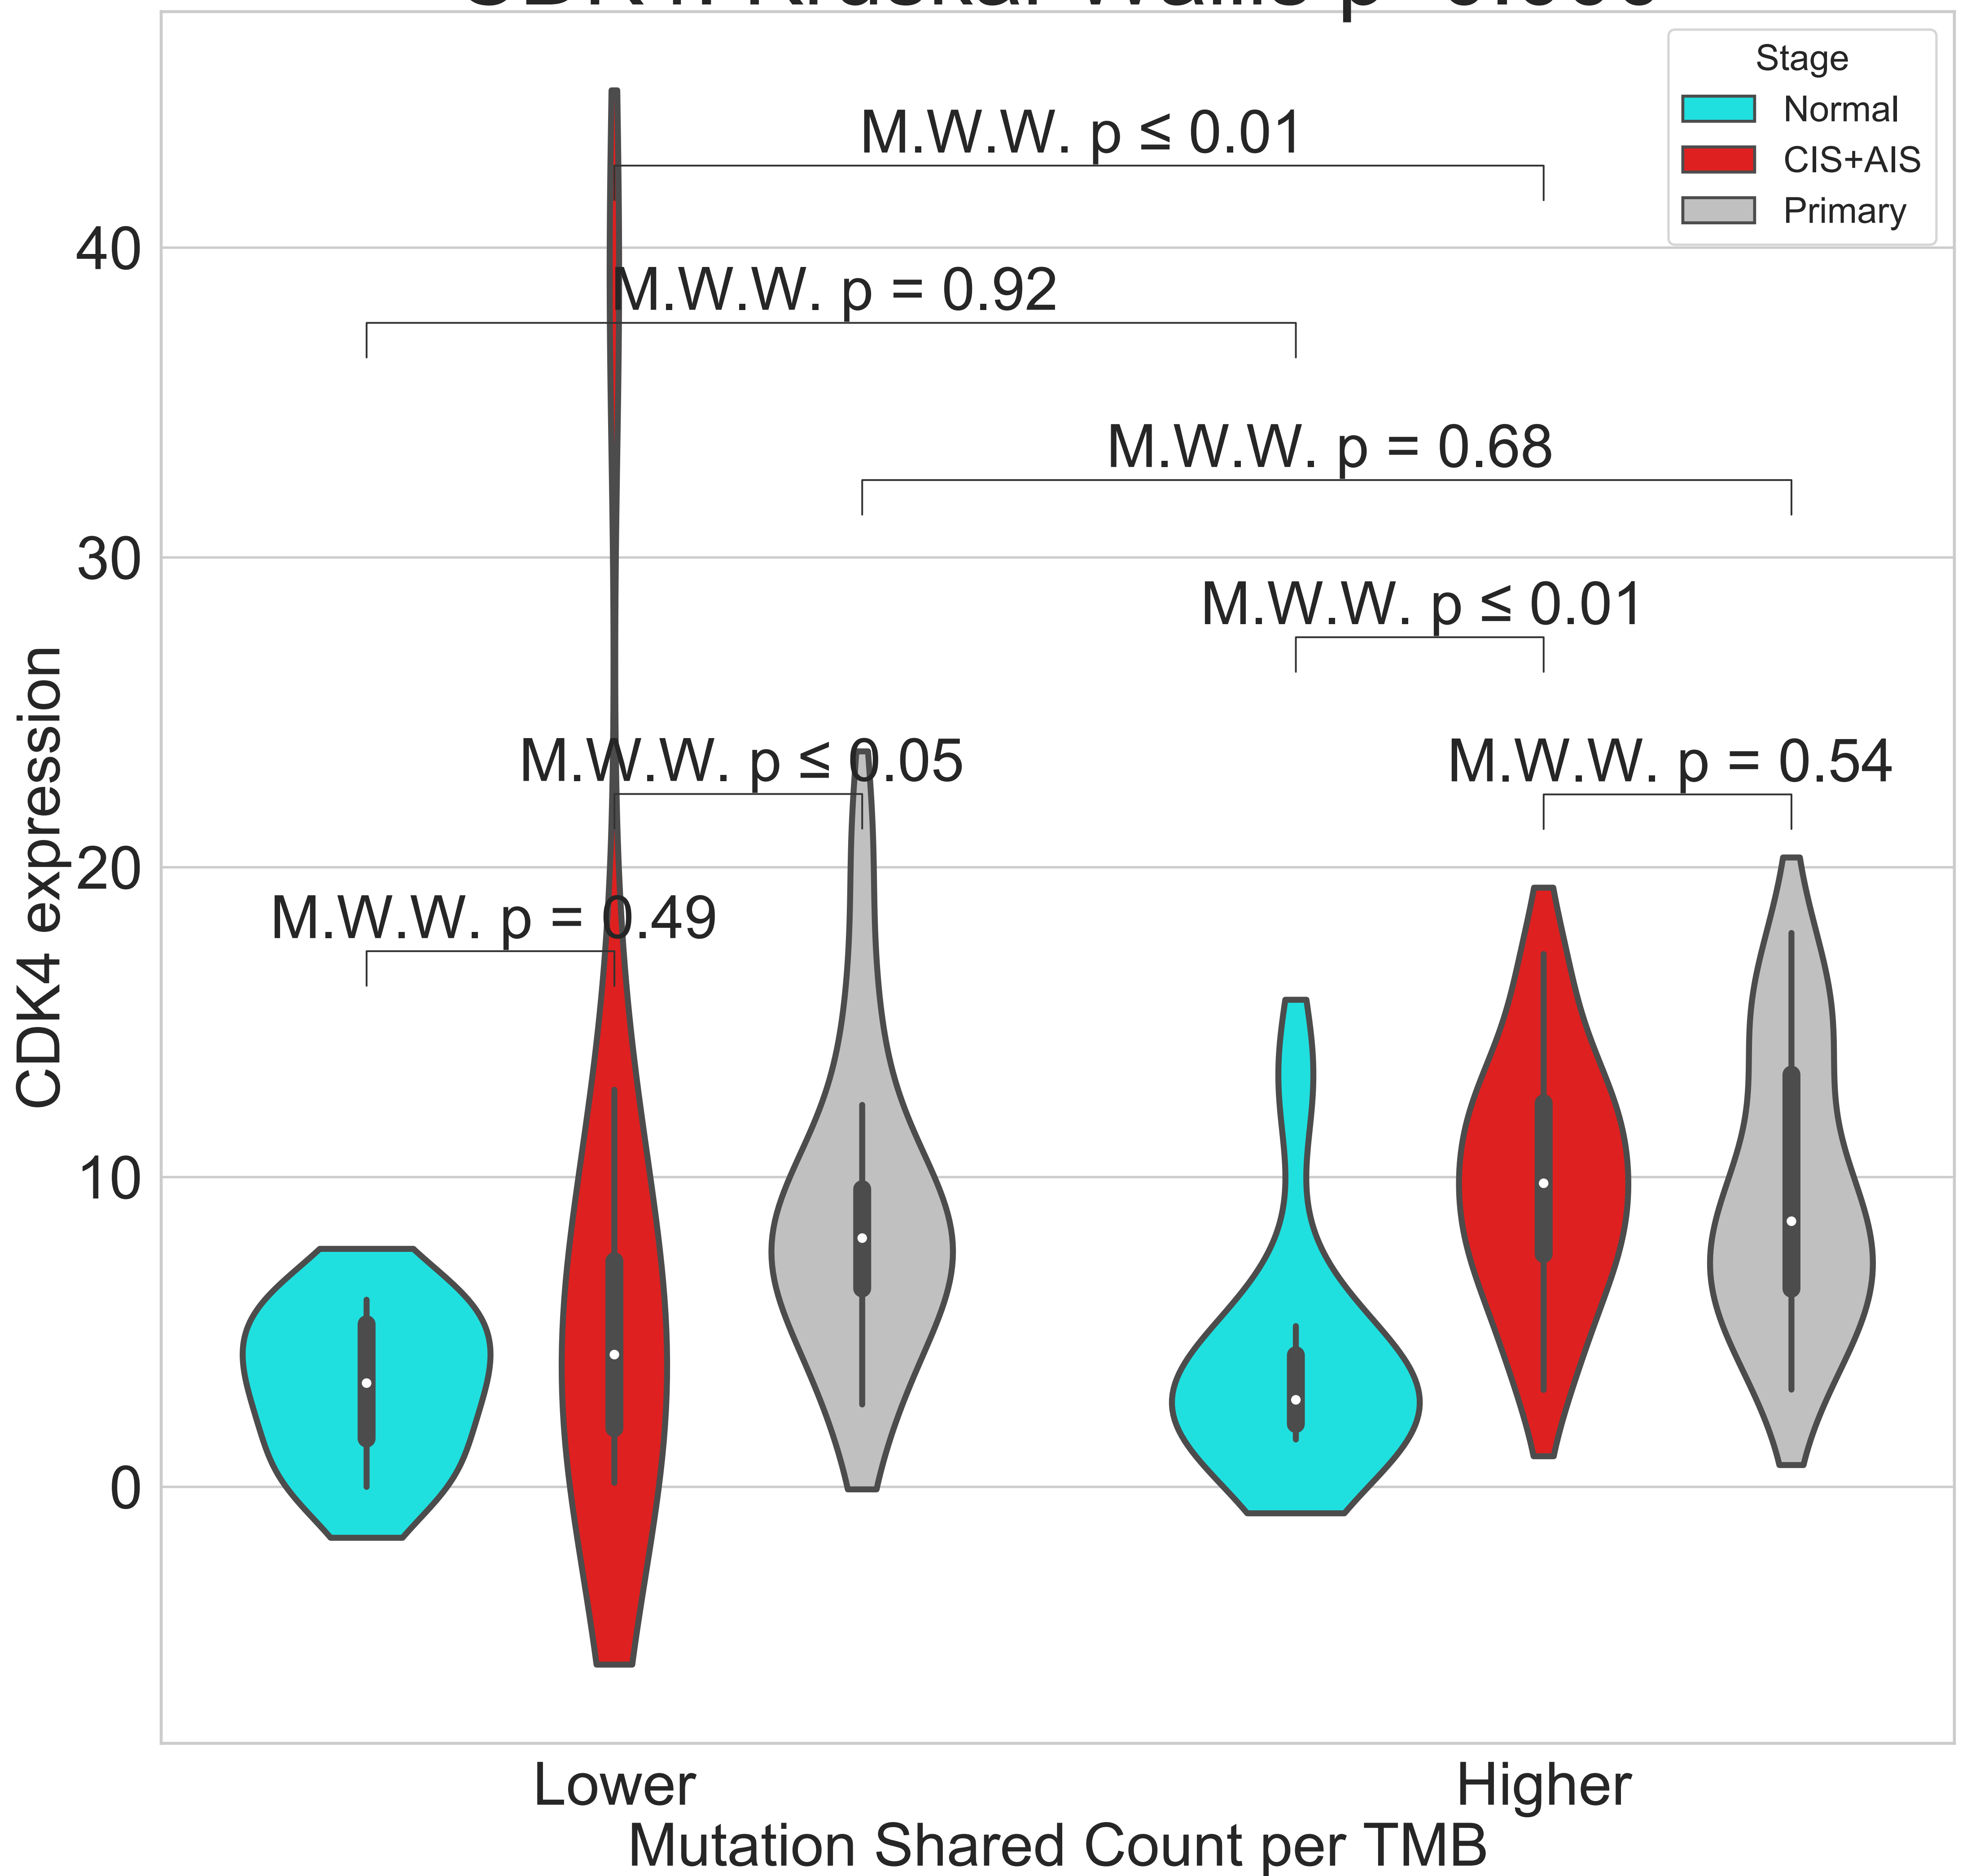 Stage
Normal
CIS+AIS
Primary
M.W.W. p ≤ 0.01
40
M.W.W. p = 0.92
M.W.W. p = 0.68
30
M.W.W. p ≤ 0.01
M.W.W. p ≤ 0.05
M.W.W. p = 0.54
20
M.W.W. p = 0.49
CDK4 expression
10
0
Lower
Higher
Mutation Shared Count per TMB